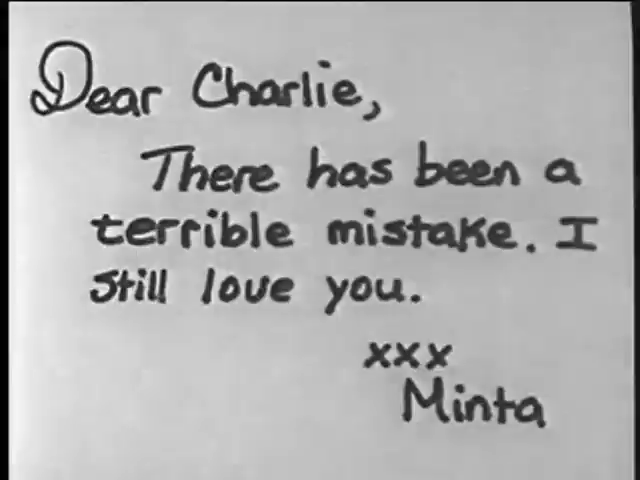 Dear Charlie,
There has been a
terrible mistake. I
still love you.
xxx
Minta